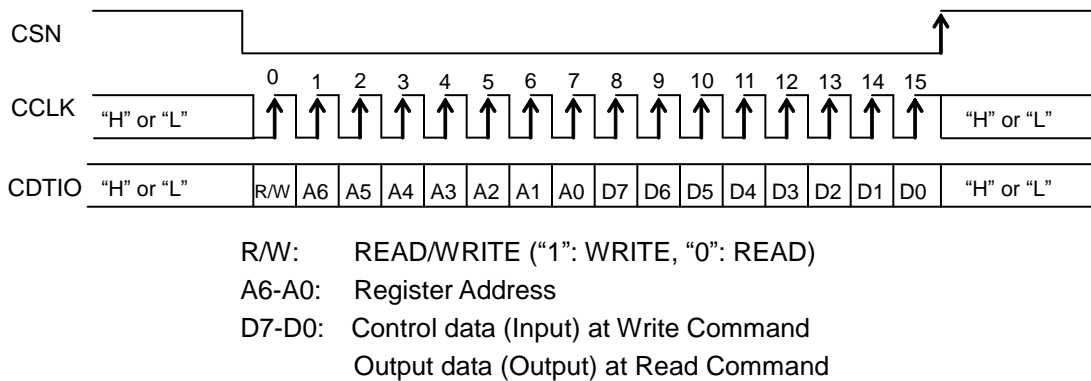 CSN
0 1 2 3 4 5 6 7 8 9 10 11 12 13 14 15
CCLK “H” or “L” “H” or “L”
CDTIO “H” or “L” R/W A6 A5 A4 A3 A2 A1 A0 D7 D6 D5 D4 D3 D2 D1 D0 “H” or “L”
R/W: READ/WRITE (“1”: WRITE, “0”: READ)
A6-A0: Register Address
D7-D0: Control data (Input) at Write Command
Output data (Output) at Read Command